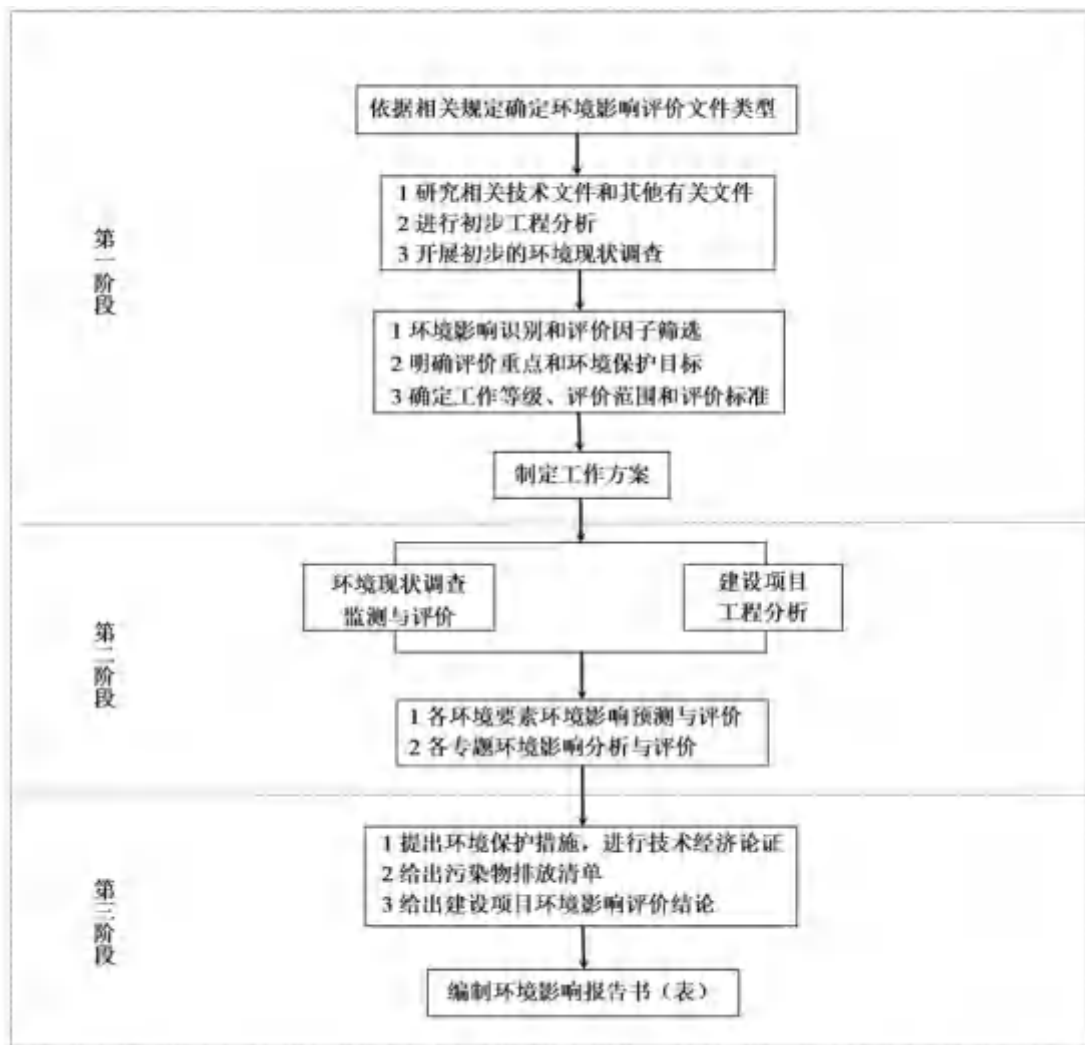 依据相关规定确定环境影响评价文件类型
1 研究相关技术文件和其他有关文件
2 进行初步工程分析
3 开展初步的环境现状调查
第一阶段
1 环境影响识别和评价因子筛选
2 明确评价重点和环境保护目标
3 确定工作等级、评价范围和评价标准
制定工作方案
环境现状调查
监测与评价
建设项目
工程分析
第二阶段
1 各环境要素环境影响预测与评价
2 各专题环境影响分析与评价
1 提出环境保护措施，进行技术经济论证
2 给出污染物排放清单
3 给出建设项目环境影响评价结论
第三阶段
编制环境影响报告书（表）